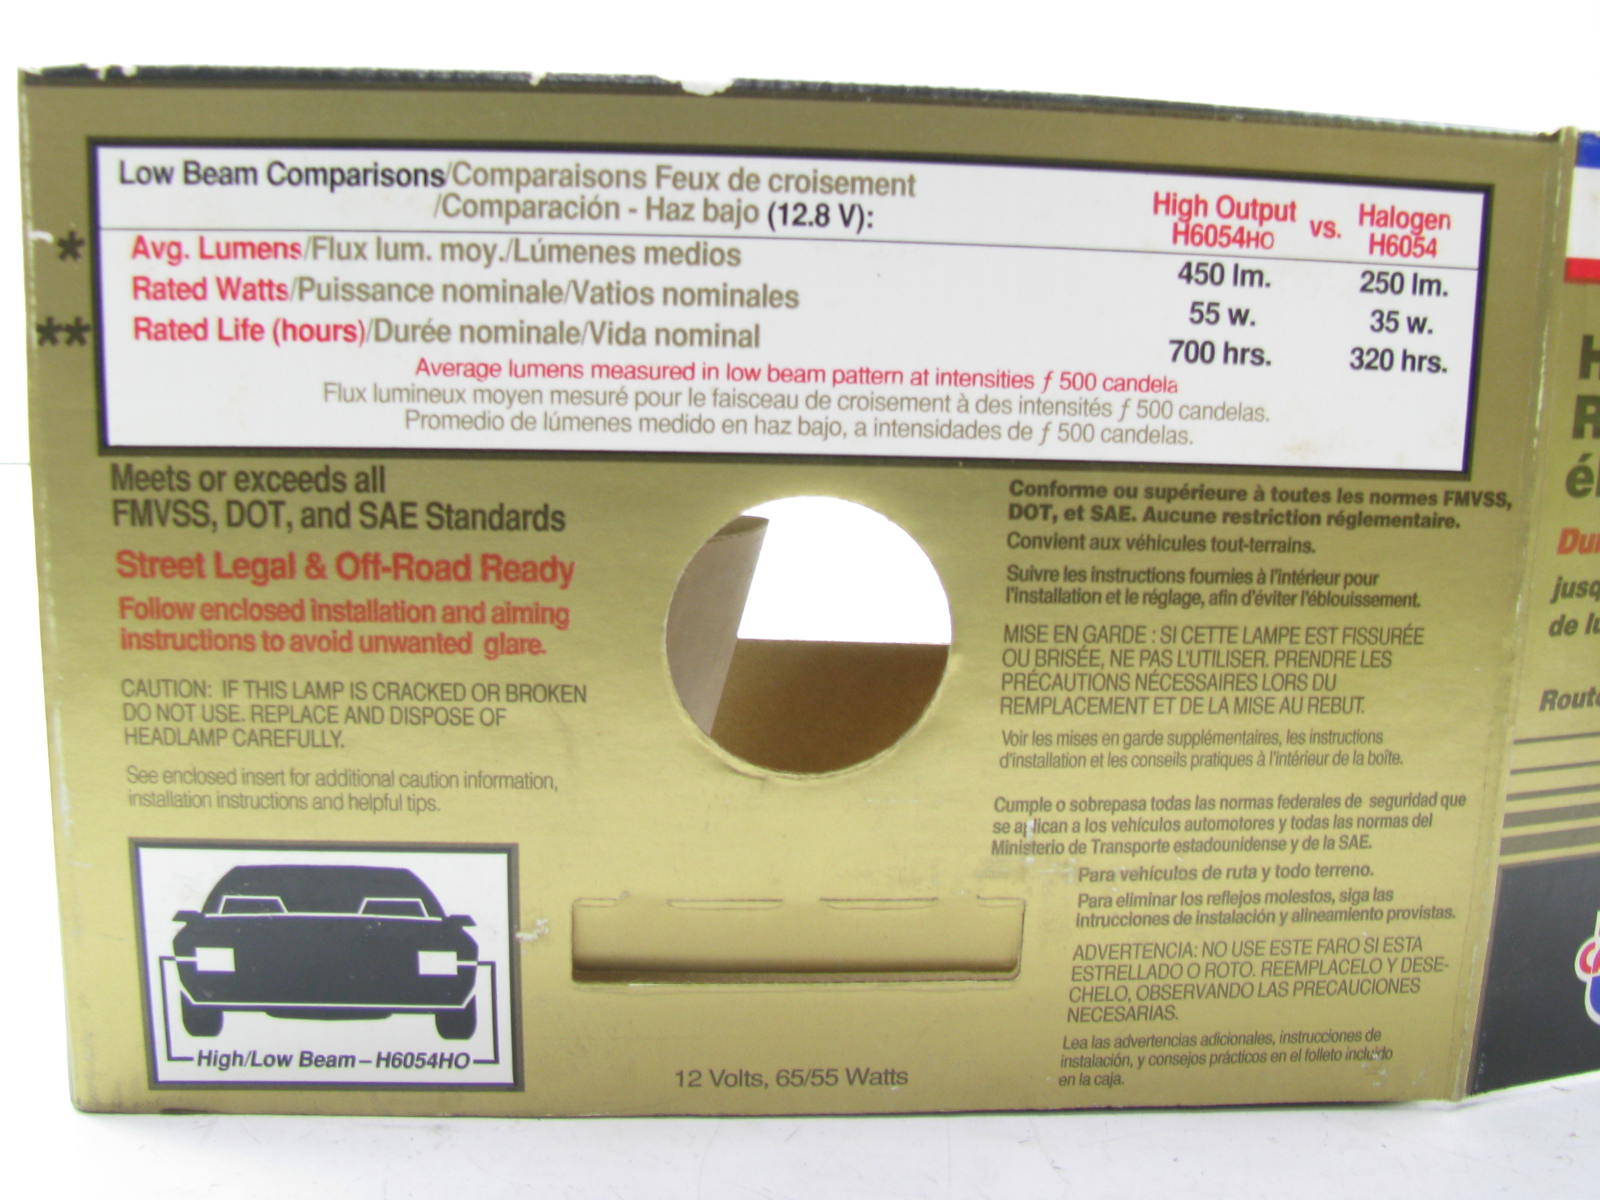 Low Beam Comparisons/Comparaisons Feux de croisement
/Comparación - Haz bajo (12.8 V):
High Output
H6054HO
vs.
Halogen
H6054
* Avg. Lumens/Flux lum. moy./Lúmenes medios 450 lm. 250 lm.
Rated Watts/Puissance nominale/Vatios nominales 55 w. 35 w.
** Rated Life (hours)/Durée nominale/Vida nominal 700 hrs. 320 hrs.
Average lumens measured in low beam pattern at intensities ƒ 500 candela
Flux lumineux moyen mesuré pour le faisceau de croisement à des intensités ƒ 500 candelas.
Promedio de lúmenes medido en haz bajo, a intensidades de ƒ 500 candelas.
Meets or exceeds all
FMVSS, DOT, and SAE Standards
Street Legal & Off-Road Ready
Follow enclosed installation and aiming
instructions to avoid unwanted glare.
CAUTION: IF THIS LAMP IS CRACKED OR BROKEN
DO NOT USE. REPLACE AND DISPOSE OF
HEADLAMP CAREFULLY.
See enclosed insert for additional caution information,
installation instructions and helpful tips.
High/Low Beam – H6054HO
12 Volts, 65/55 Watts
Conforme ou supérieure à toutes les normes FMVSS,
DOT, et SAE. Aucune restriction réglementaire.
Convient aux véhicules tout-terrains.
Suivre les instructions fournies à l'intérieur pour
l'installation et le réglage, afin d'éviter l'éblouissement.
MISE EN GARDE : SI CETTE LAMPE EST FISSURÉE
OU BRISÉE, NE PAS L'UTILISER. PRENDRE LES
PRÉCAUTIONS NÉCESSAIRES LORS DU
REMPLACEMENT ET DE LA MISE AU REBUT.
Voir les mises en garde supplémentaires, les instructions
d'installation et les conseils pratiques à l'intérieur de la boîte.
Cumple o sobrepasa todas las normas federales de seguridad que
se aplican a los vehículos automotores y todas las normas del
Ministerio de Transporte estadounidense y de la SAE.
Para vehículos de ruta y todo terreno.
Para eliminar los reflejos molestos, siga las
intrucciones de instalación y alineamiento provistas.
ADVERTENCIA: NO USE ESTE FARO SI ESTA
ESTRELLADO O ROTO. REEMPLACELO Y DESE-
CHELO, OBSERVANDO LAS PRECAUCIONES
NECESARIAS.
Lea las advertencias adicionales, instrucciones de
instalación, y consejos prácticos en el folleto incluido
en la caja.
jusq
de lu
Route